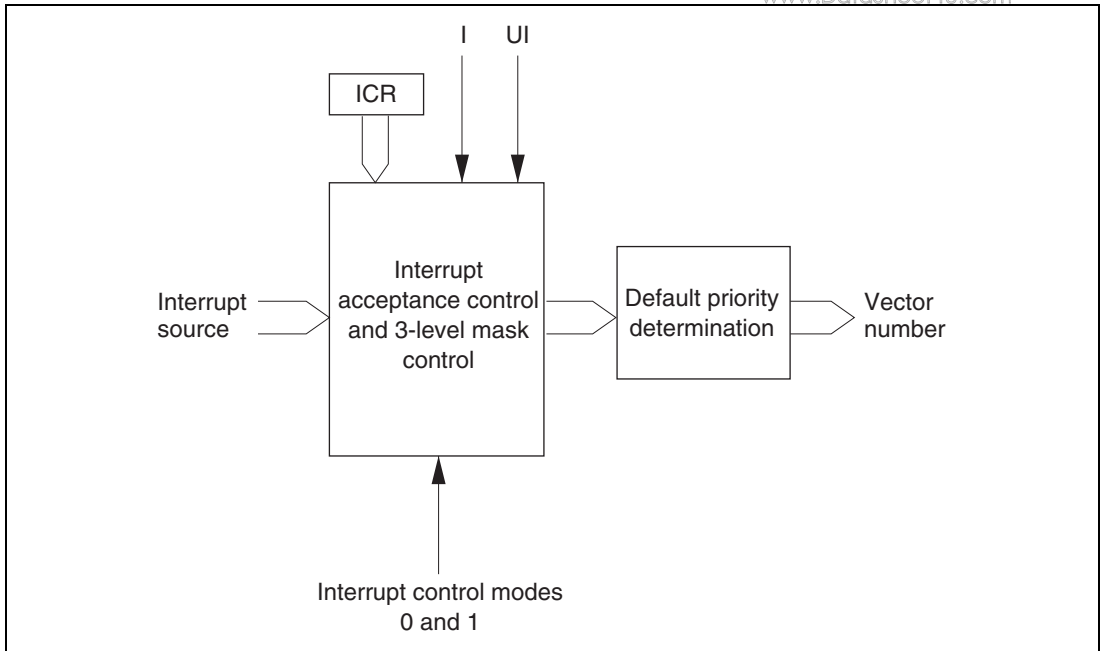 I UI
ICR
Interrupt
acceptance control
and 3-level mask
control
Interrupt
source
Default priority
determination
Vector
number
Interrupt control modes
0 and 1